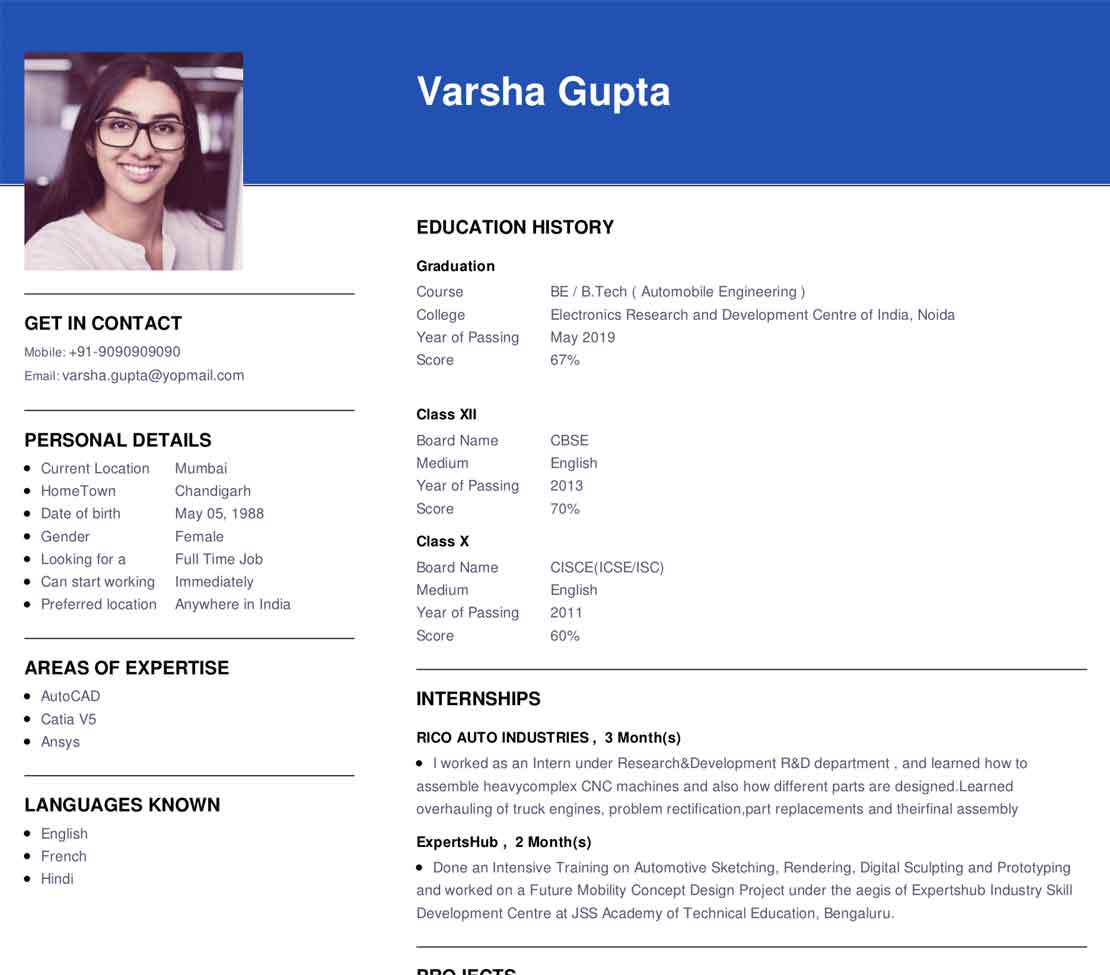 Varsha Gupta
GET IN CONTACT
Mobile: +91-9090909090
Email: varsha.gupta@yopmail.com
PERSONAL DETAILS
Current Location Mumbai
HomeTown Chandigarh
Date of birth May 05, 1988
Gender Female
Looking for a Full Time Job
Can start working Immediately
Preferred location Anywhere in India
AREAS OF EXPERTISE
AutoCAD
Catia V5
Ansys
LANGUAGES KNOWN
English
French
Hindi
EDUCATION HISTORY
Graduation
Course BE / B.Tech ( Automobile Engineering )
College Electronics Research and Development Centre of India, Noida
Year of Passing May 2019
Score 67%
Class XII
Board Name CBSE
Medium English
Year of Passing 2013
Score 70%
Class X
Board Name CISCE(ICSE/ISC)
Medium English
Year of Passing 2011
Score 60%
INTERNSHIPS
RICO AUTO INDUSTRIES , 3 Month(s)
I worked as an Intern under Research&Development R&D department , and learned how to
assemble heavycomplex CNC machines and also how different parts are designed.Learned
overhauling of truck engines, problem rectification,part replacements and theirfinal assembly
ExpertsHub , 2 Month(s)
Done an Intensive Training on Automotive Sketching, Rendering, Digital Sculpting and Prototyping
and worked on a Future Mobility Concept Design Project under the aegis of Expertshub Industry Skill
Development Centre at JSS Academy of Technical Education, Bengaluru.
PROJECTS